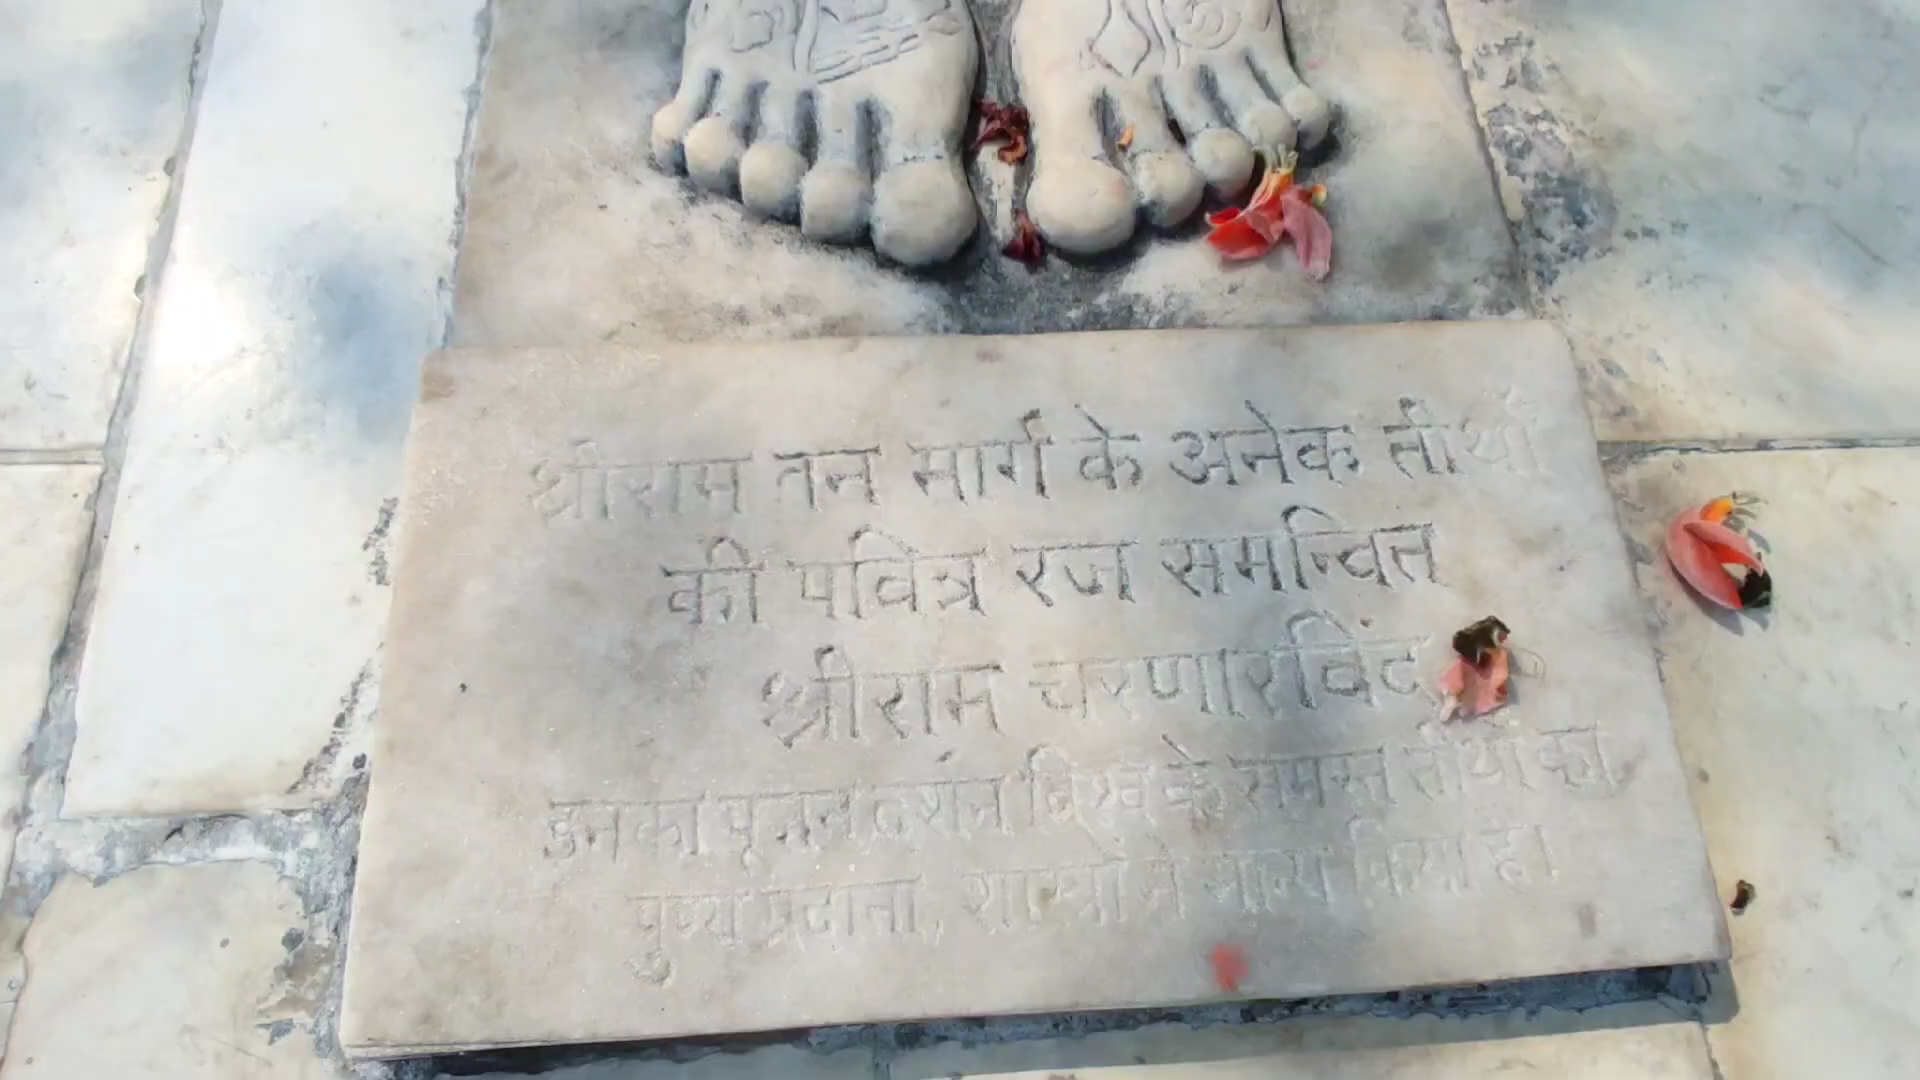 श्रीराम वन मार्ग के अनेक तीर्थों
की पवित्र रज समन्वित
श्रीराम चरणारविंद
इनका पूजन दर्शन विश्व के समस्त तीर्थों का
पुण्य प्रदाता, शास्त्रों ने मान्य किया है।